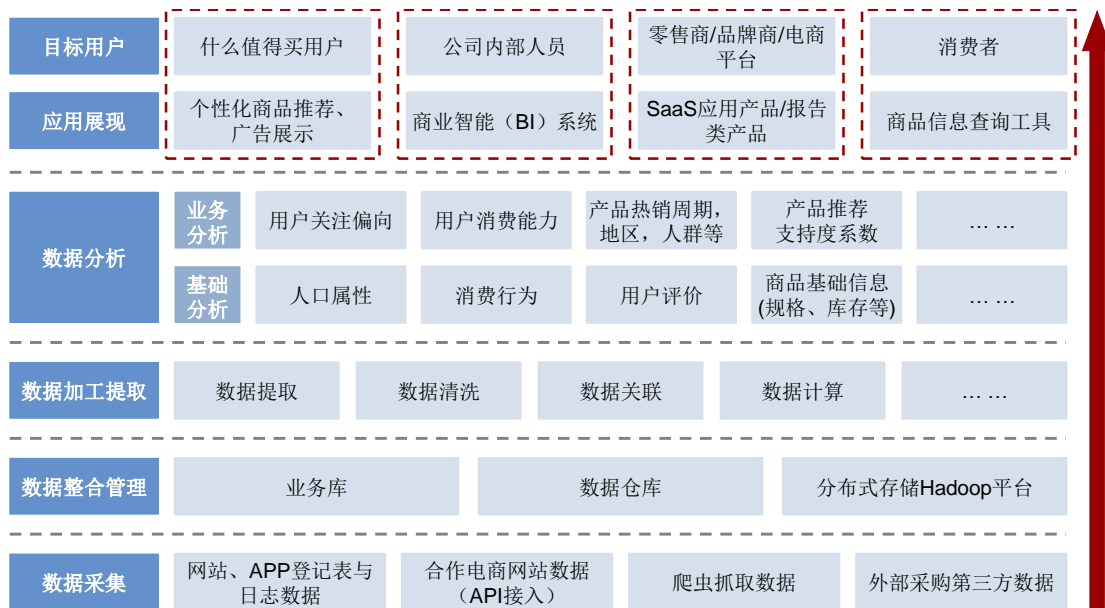 目标用户
什么值得买用户
公司内部人员
零售商/品牌商/电商
平台
消费者
应用展现
个性化商品推荐、
广告展示
商业智能（BI）系统
SaaS应用产品/报告
类产品
商品信息查询工具
数据分析
业务
分析
用户关注偏向
用户消费能力
产品热销周期，
地区，人群等
产品推荐
支持度系数
… …
基础
分析
人口属性
消费行为
用户评价
商品基础信息
(规格、库存等)
… …
数据加工提取
数据提取
数据清洗
数据关联
数据计算
… …
数据整合管理
业务库
数据仓库
分布式存储Hadoop平台
数据采集
网站、APP登记表与
日志数据
合作电商网站数据
（API接入）
爬虫抓取数据
外部采购第三方数据